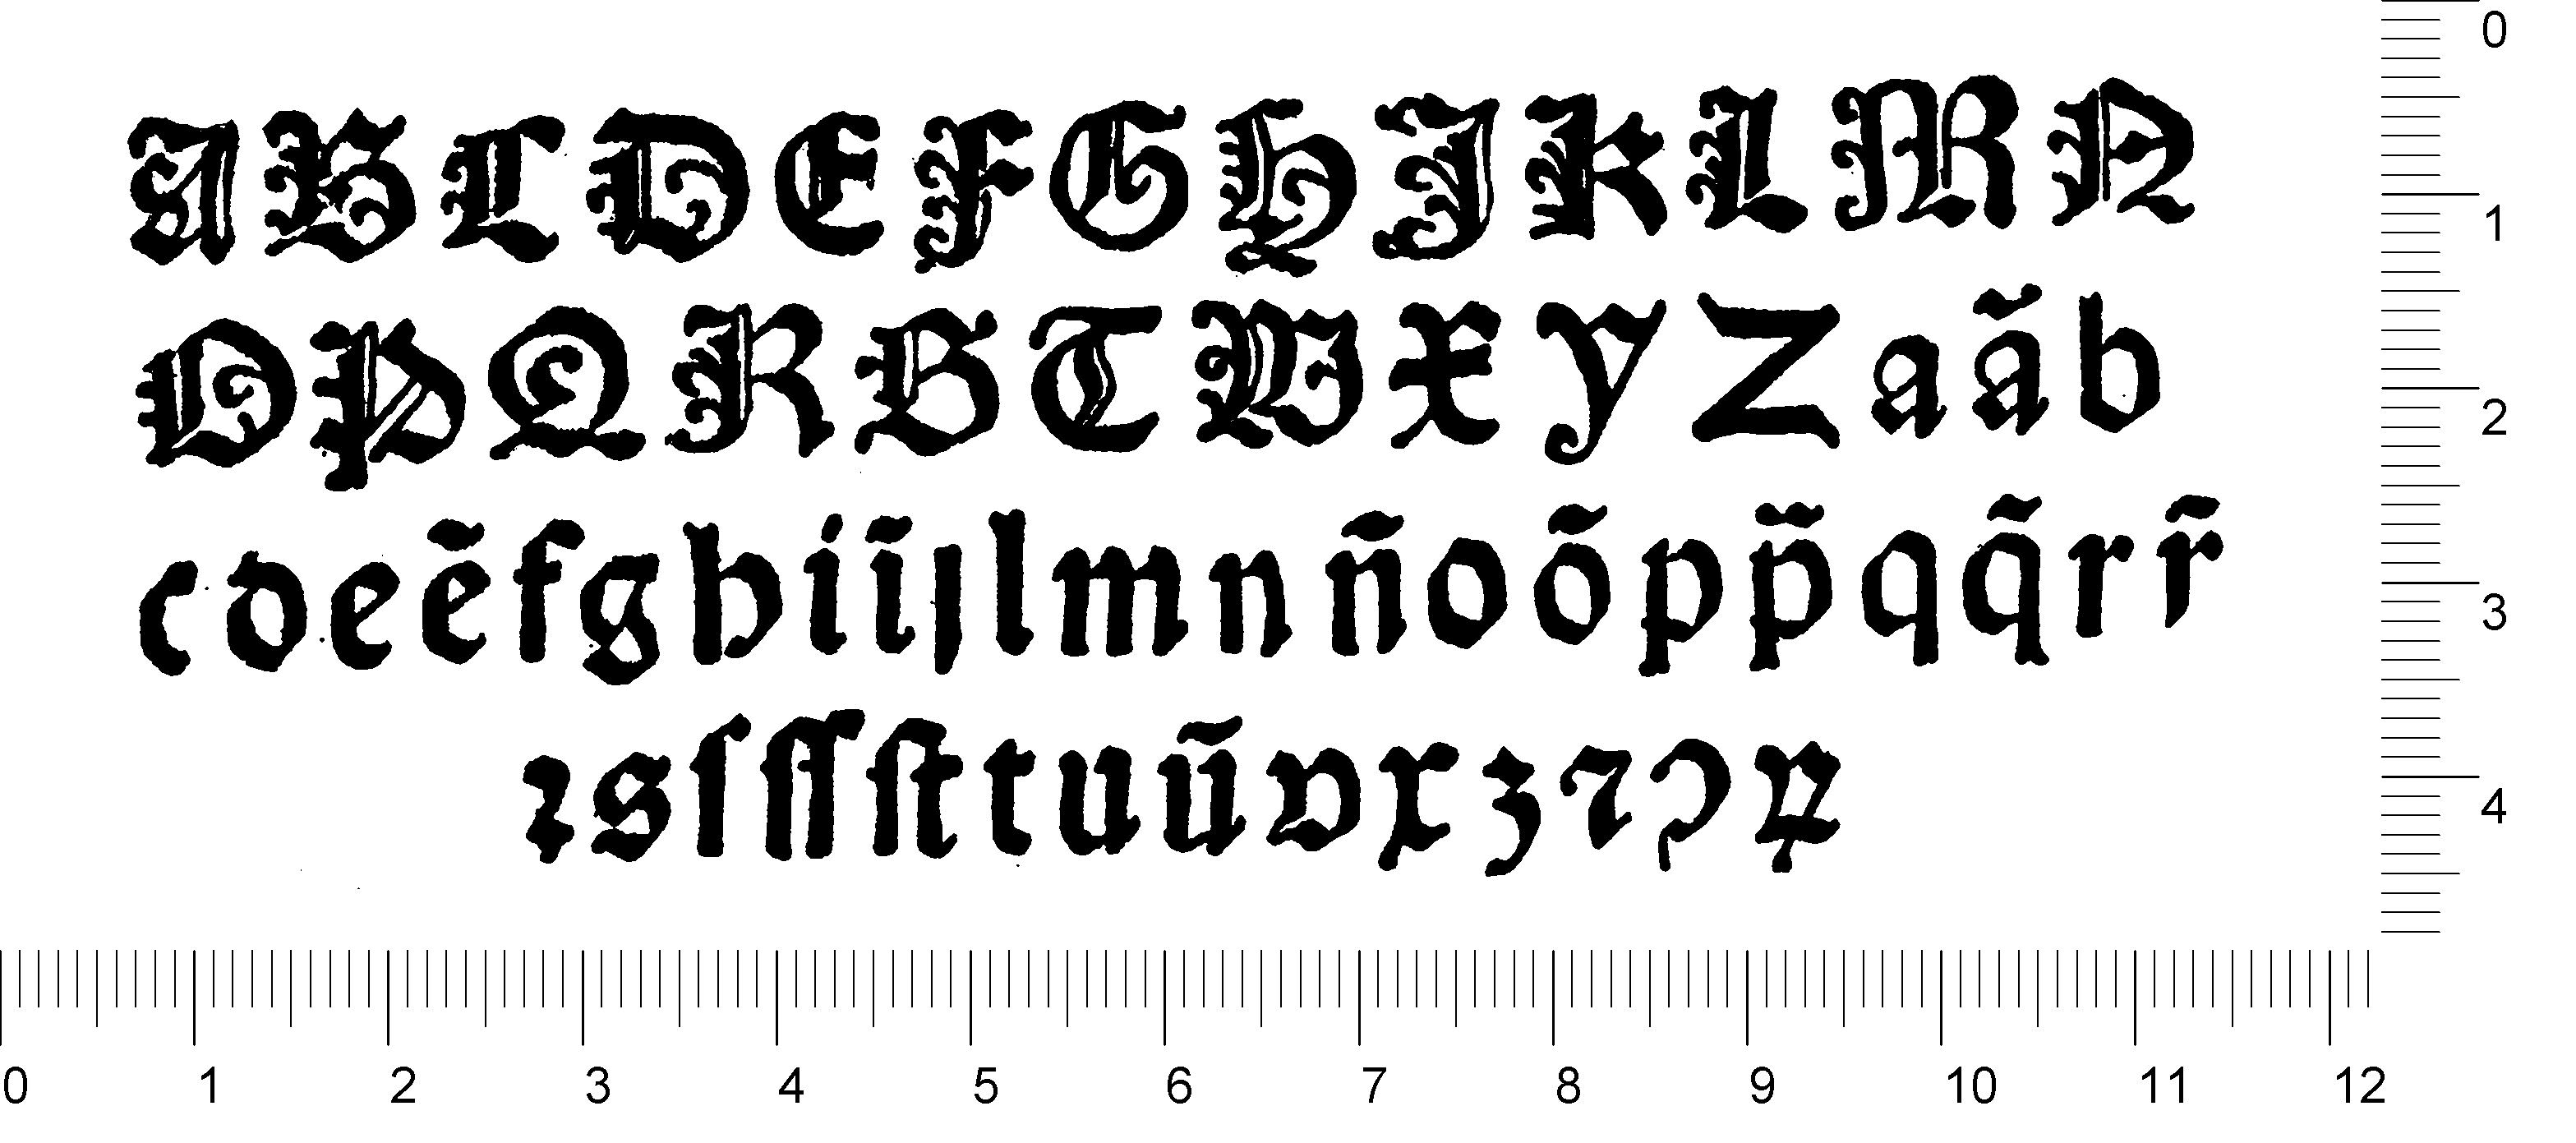 A B C D E F G H J K L M N
O P Q R S T W X Y Z a ã b
c d e ẽ f g h i ĩ j l m n ñ o õ p p̃ q q̃ r r̃
ꝛ s ſ ſſ ſt t u ũ v x z ⁊ ꝯ
0 1 2 3 4
0 1 2 3 4 5 6 7 8 9 10 11 12